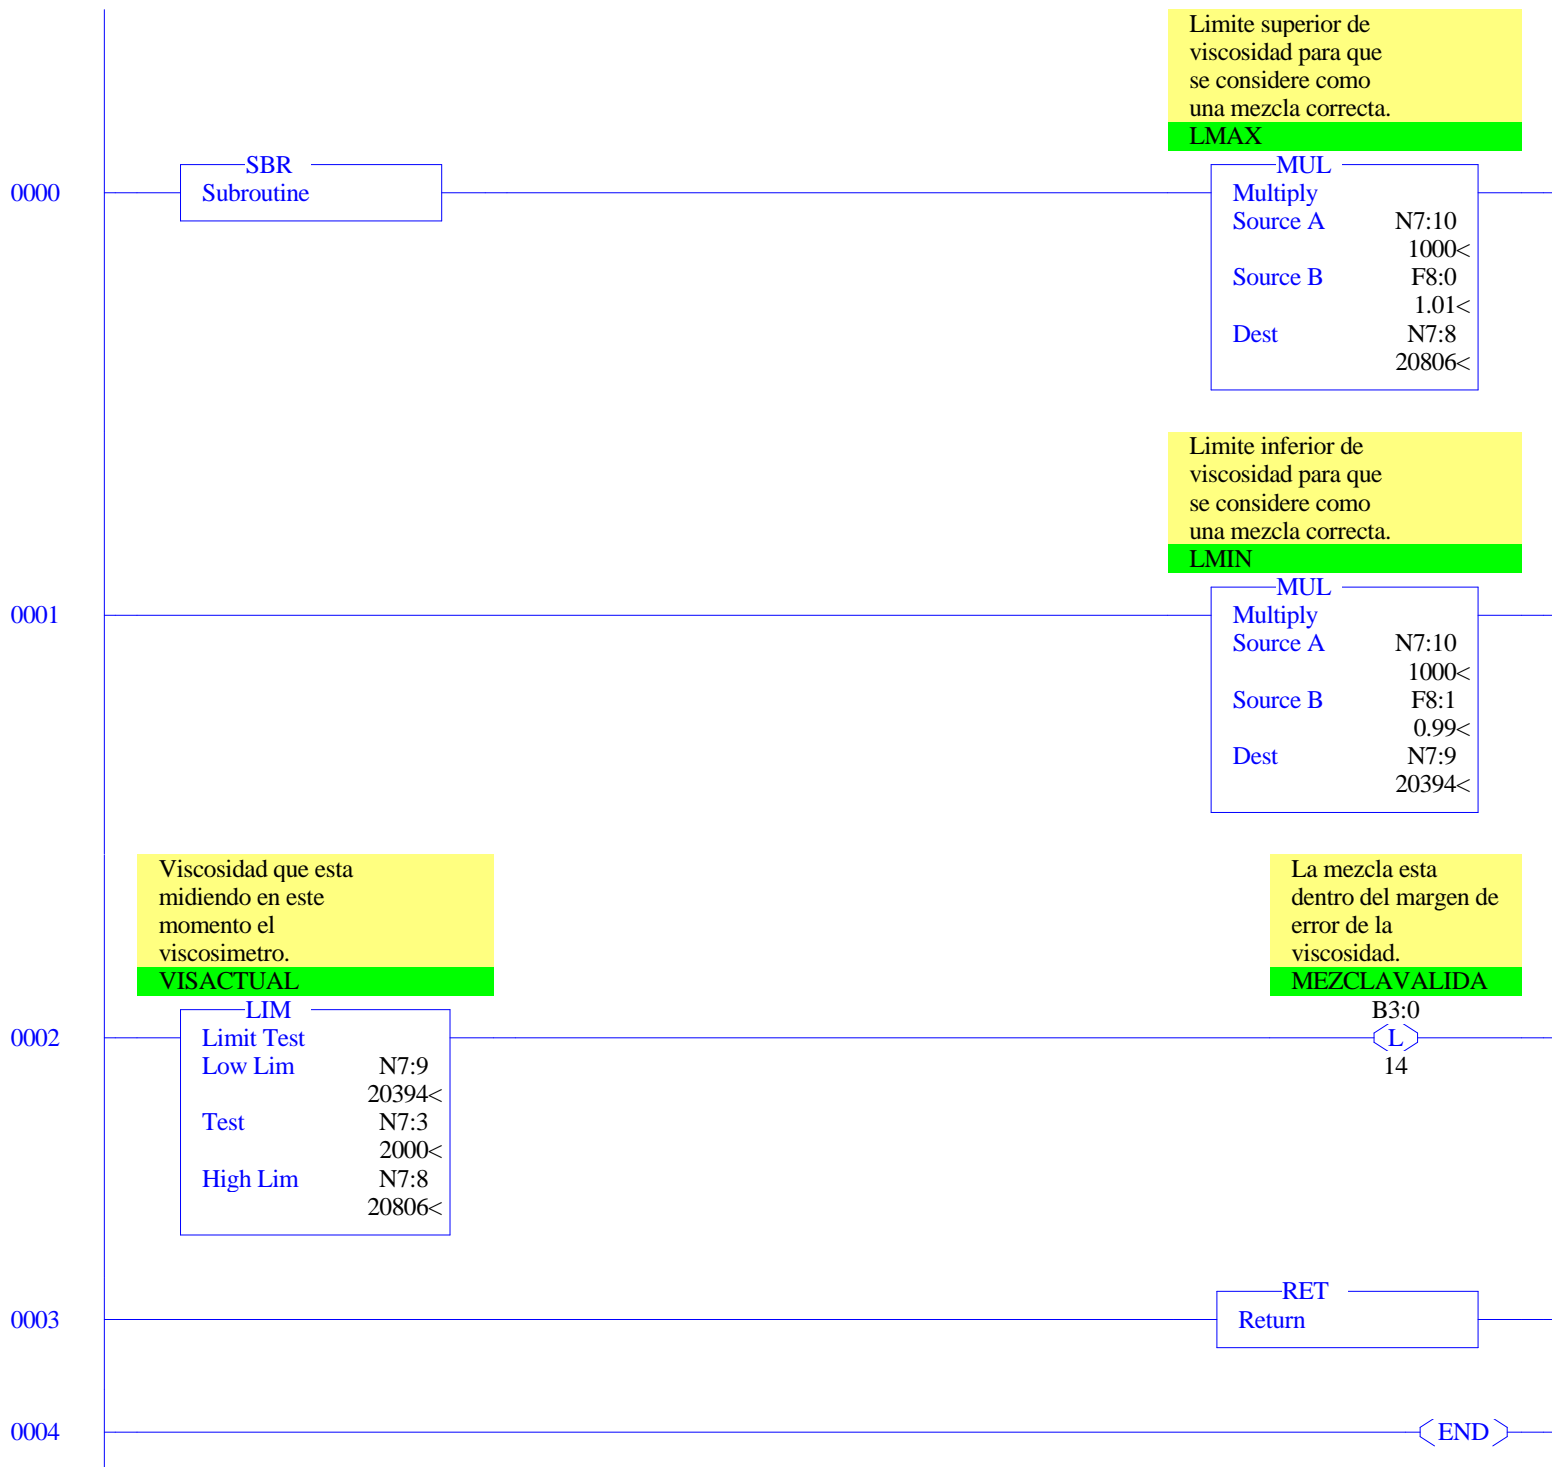 Limite superior de
viscosidad para que
se considere como
una mezcla correcta.
LMAX
0000
SBR
Subroutine
MUL
Multiply
Source A N7:10
1000<
Source B F8:0
1.01<
Dest N7:8
20806<
Limite inferior de
viscosidad para que
se considere como
una mezcla correcta.
LMIN
0001
MUL
Multiply
Source A N7:10
1000<
Source B F8:1
0.99<
Dest N7:9
20394<
Viscosidad que esta
midiendo en este
momento el
viscosimetro.
VISACTUAL
0002
LIM
Limit Test
Low Lim N7:9
20394<
Test N7:3
2000<
High Lim N7:8
20806<
La mezcla esta
dentro del margen de
error de la
viscosidad.
MEZCLAVALIDA
B3:0
L
14
0003
RET
Return
0004
END